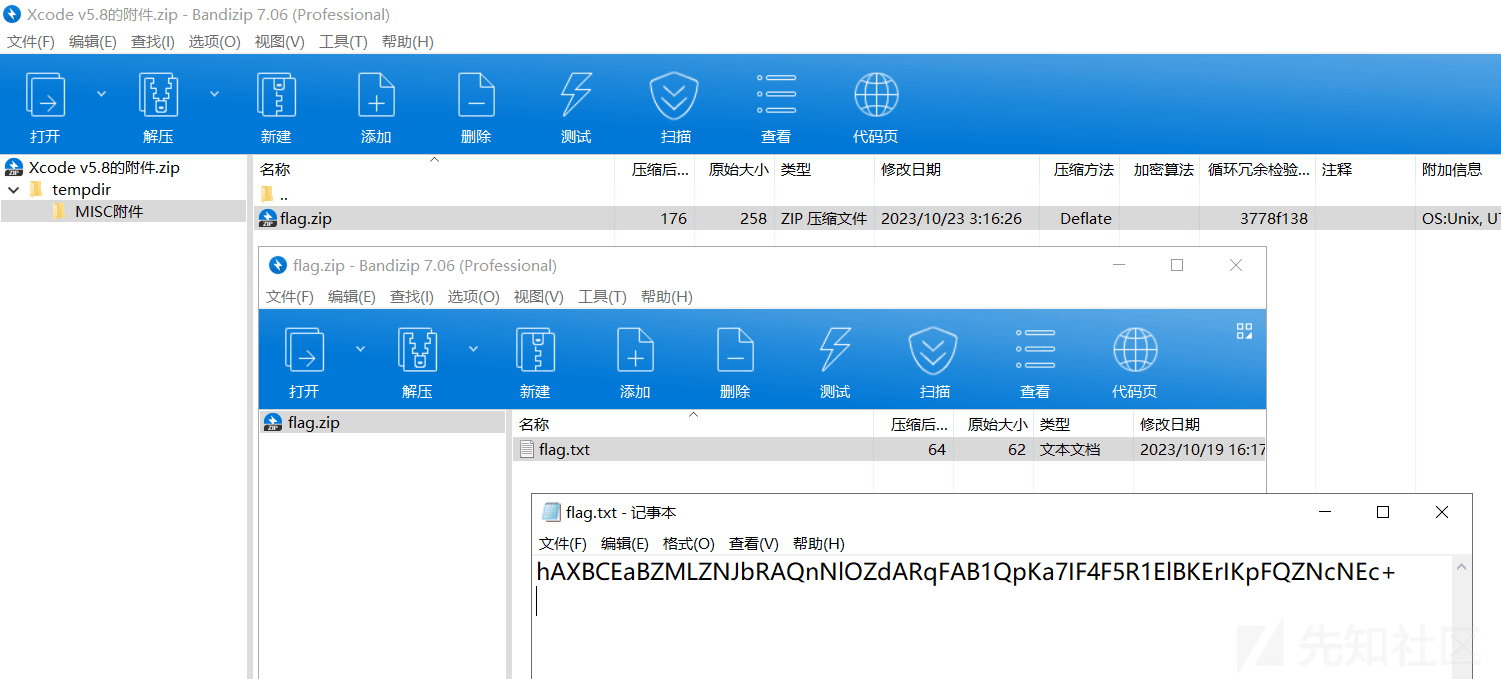 Xcode v5.8的附件.zip - Bandizip 7.06 (Professional)
文件(F) 编辑(E) 查找(I) 选项(O) 视图(V) 工具(T) 帮助(H)
打开 解压 新建 添加 删除 测试 扫描 查看 代码页
Xcode v5.8的附件.zip
tempdir
MISC附件
名称 压缩后... 原始大小 类型 修改日期 压缩方法 加密算法 循环冗余检验... 注释 附加信息
..
flag.zip 176 258 ZIP 压缩文件 2023/10/23 3:16:26 Deflate 3778f138 OS:Unix, UT
flag.zip - Bandizip 7.06 (Professional)
文件(F) 编辑(E) 查找(I) 选项(O) 视图(V) 工具(T) 帮助(H)
打开 解压 新建 添加 删除 测试 扫描 查看 代码页
flag.zip
名称 压缩后... 原始大小 类型 修改日期
flag.txt 64 62 文本文档 2023/10/19 16:17
flag.txt - 记事本
文件(F) 编辑(E) 格式(O) 查看(V) 帮助(H)
hAXBCEaBZMLZNJbRAQnNlOZdARqFAB1QpKa7IF4F5R1ElBKErIKpFQZNcNEc+
先知社区